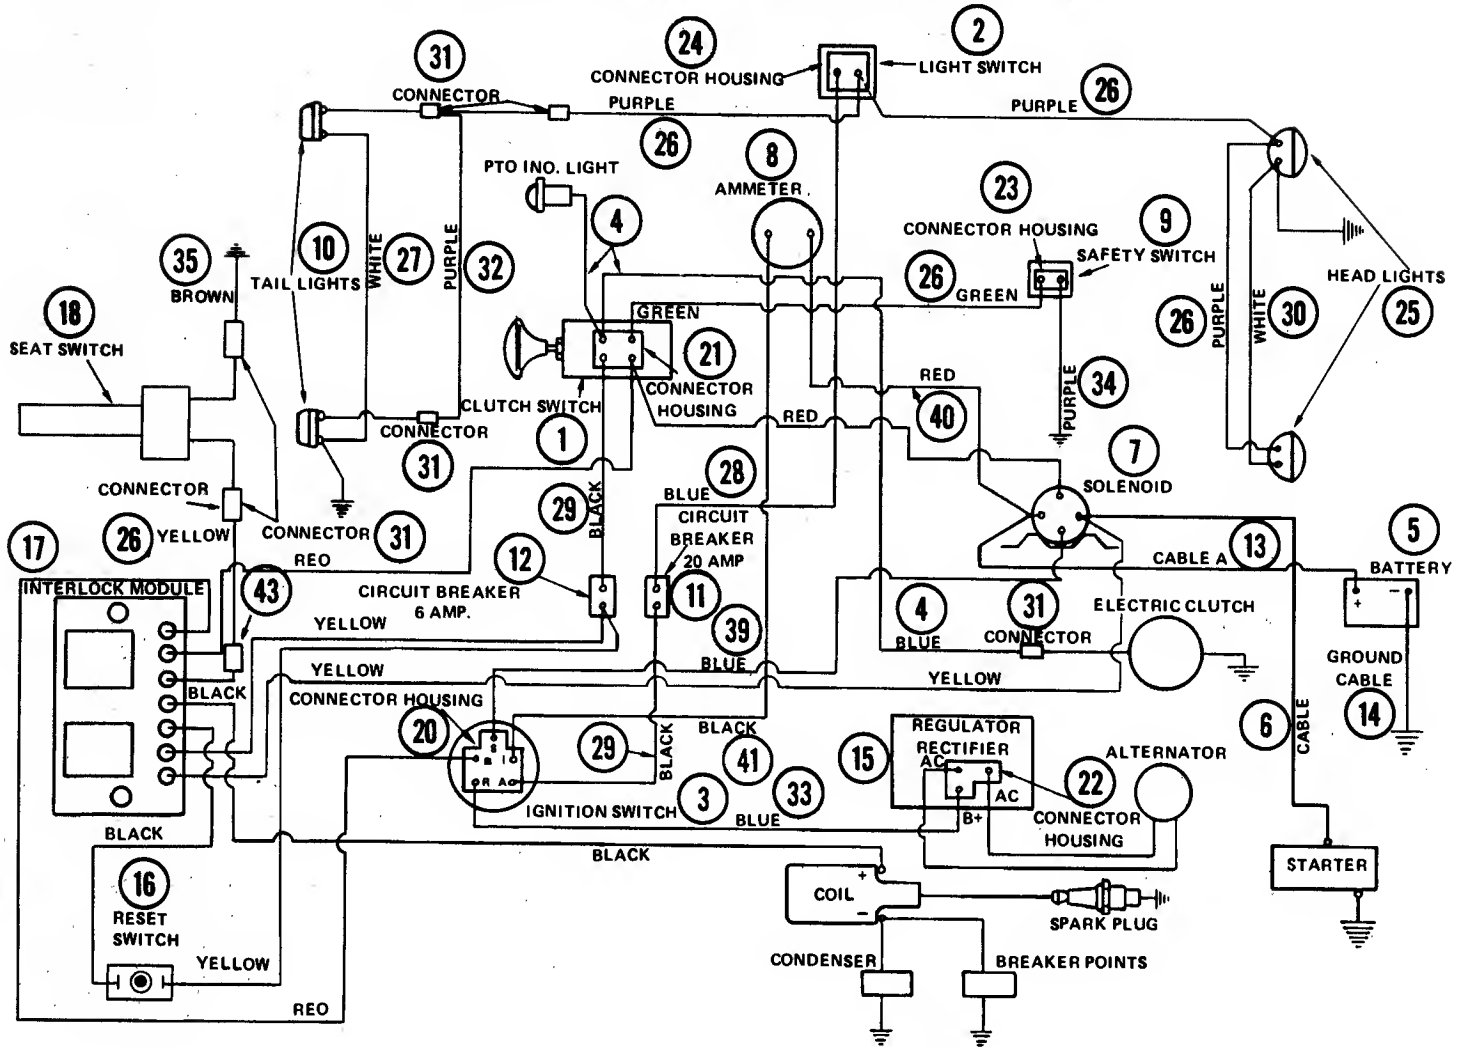 31
CONNECTOR
24
CONNECTOR HOUSING
2
LIGHT SWITCH
PURPLE
26
PURPLE
26
PTO INO. LIGHT
8
AMMETER
23
CONNECTOR HOUSING
9
SAFETY SWITCH
4
35
BROWN
10
TAIL LIGHTS
WHITE
27
PURPLE
32
26
GREEN
HEAD LIGHTS
25
26
PURPLE
WHITE
30
18
SEAT SWITCH
GREEN
21
CONNECTOR
HOUSING
CLUTCH SWITCH
1
RED
40
RED
PURPLE
34
CONNECTOR
31
7
SOLENOID
28
BLUE
CIRCUIT
BREAKER
20 AMP
29
BLACK
CONNECTOR
26
YELLOW
CONNECTOR
31
17
INTERLOCK MODULE
REO
43
12
CIRCUIT BREAKER
6 AMP.
11
CABLE A
13
5
BATTERY
+
−
4
BLUE
31
CONNECTOR
ELECTRIC CLUTCH
39
BLUE
YELLOW
YELLOW
YELLOW
GROUND
CABLE
14
BLACK
CONNECTOR HOUSING
20
S
B
I
R
A
IGNITION SWITCH
3
BLACK
41
29
BLACK
BLUE
33
15
REGULATOR
RECTIFIER
AC
AC
B+
22
CONNECTOR
HOUSING
ALTERNATOR
6
CABLE
BLACK
BLACK
16
RESET
SWITCH
YELLOW
REO
COIL
+
−
SPARK PLUG
STARTER
CONDENSER
BREAKER POINTS